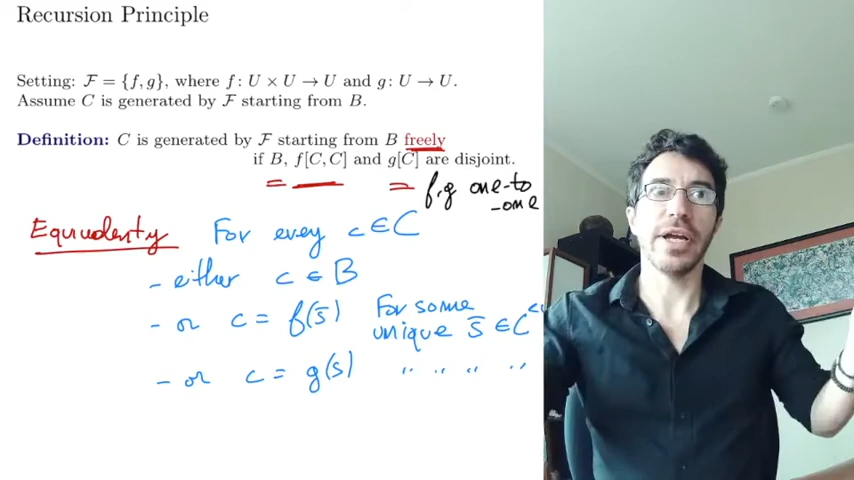 Recursion Principle
Setting: ℱ = {f, g}, where f: U × U → U and g: U → U.
Assume C is generated by ℱ starting from B.
Definition: C is generated by ℱ starting from B freely
if B, f[C, C] and g[C] are disjoint.
f,g one-to
-one
Equivalently For every c ∈ C
- either c ∈ B
- or c = f(s̄) For some
unique s̄ ∈ C
- or c = g(s) " " " "